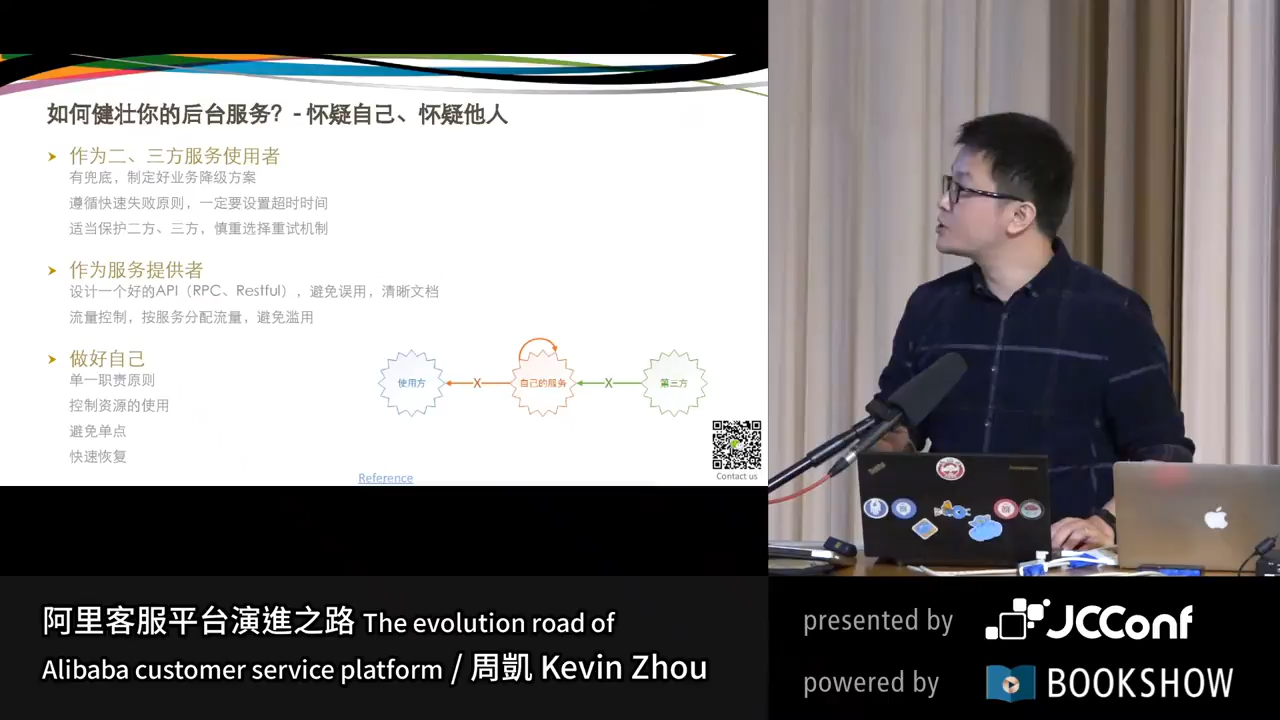 如何健壮你的后台服务? - 怀疑自己、怀疑他人
作为二、三方服务使用者
有兜底，制定好业务降级方案
遵循快速失败原则，一定要设置超时时间
适当保护二方、三方，慎重选择重试机制
作为服务提供者
设计一个好的API（RPC、Restful），避免误用，清晰文档
流量控制，按服务分配流量，避免滥用
做好自己
单一职责原则
控制资源的使用
避免单点
快速恢复
使用方
X
自己的服务
X
第三方
Contact us
Reference
阿里客服平台演進之路 The evolution road of
Alibaba customer service platform / 周凱 Kevin Zhou
presented by JCConf
powered by BOOKSHOW